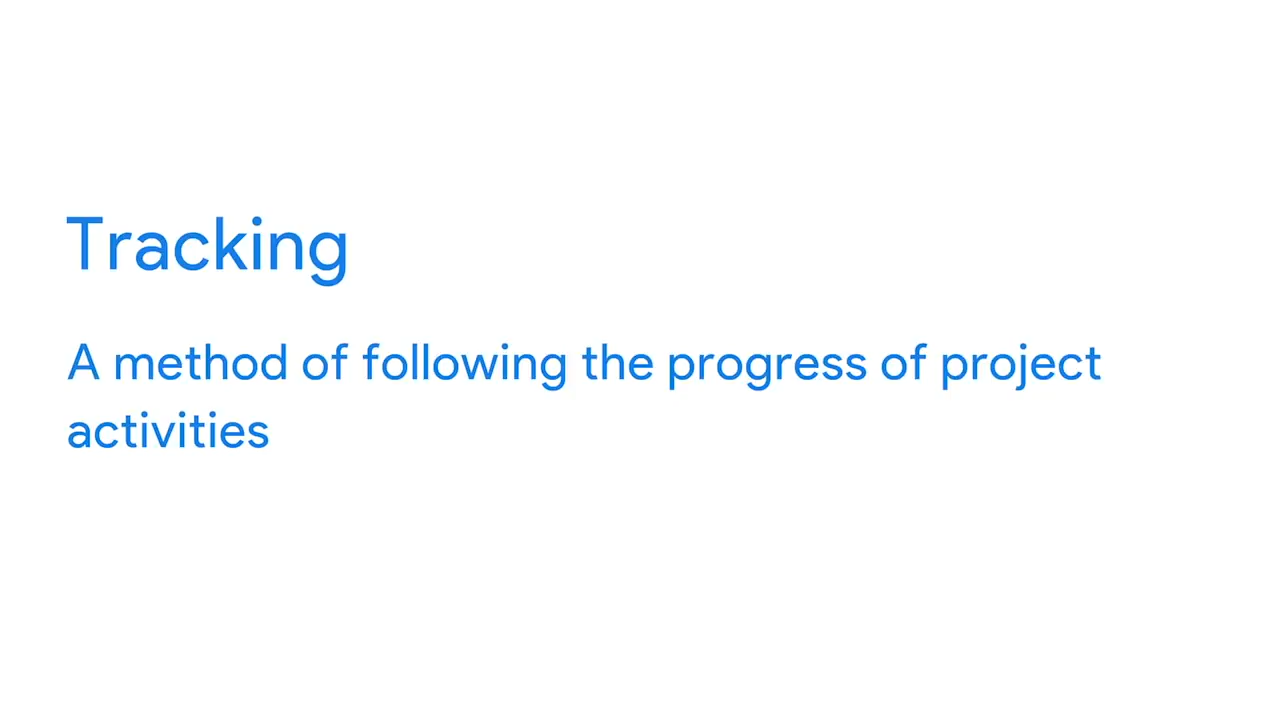 Tracking
A method of following the progress of project
activities